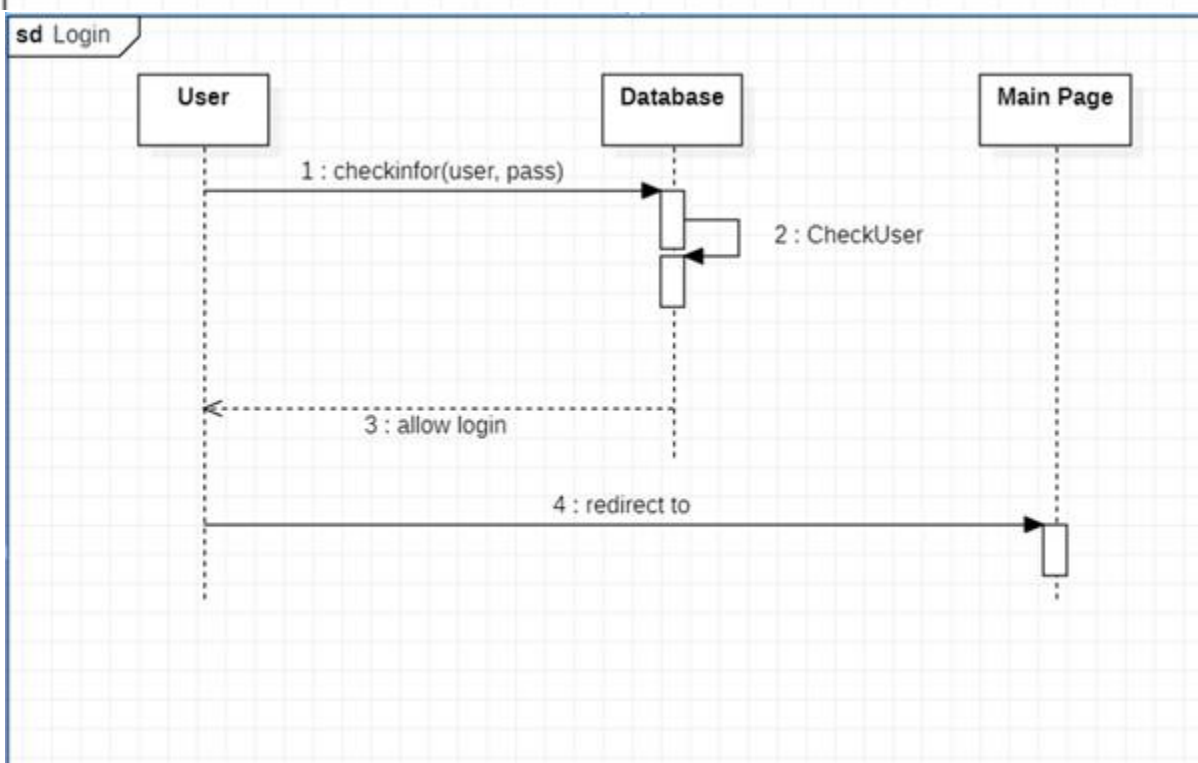 sd Login
User
Database
Main Page
1 : checkinfor(user, pass)
2 : CheckUser
3 : allow login
4 : redirect to